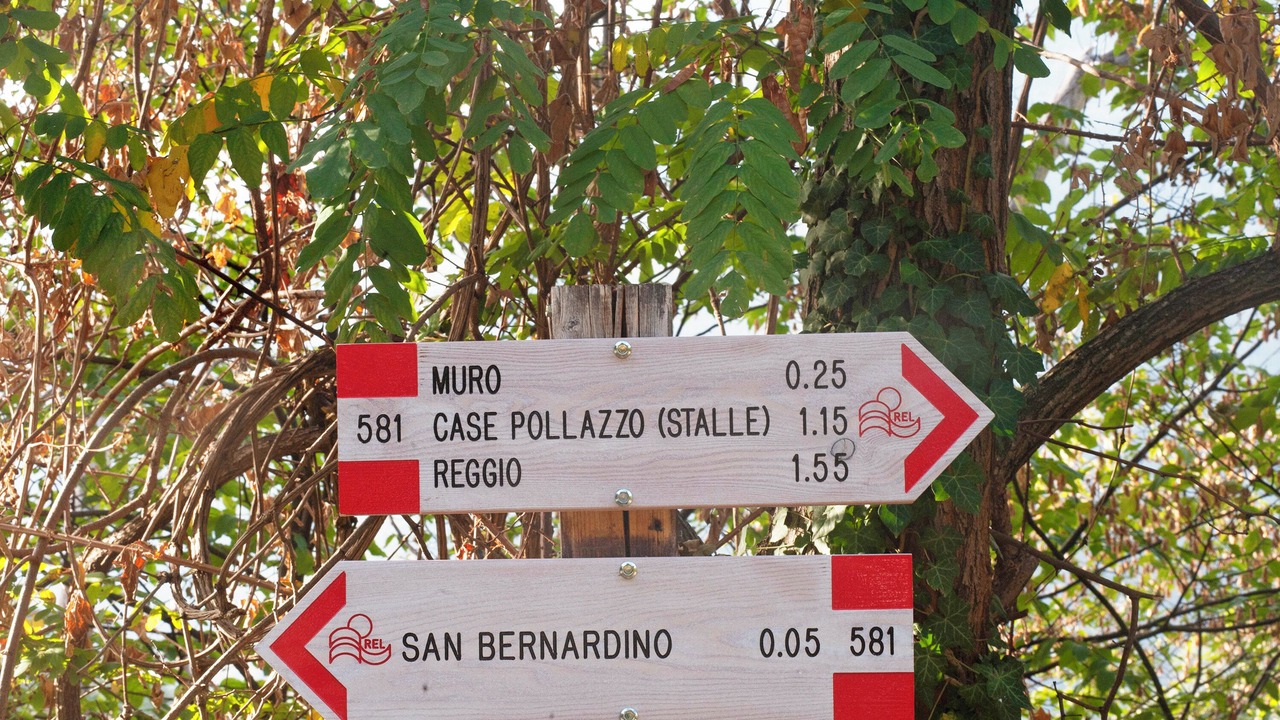 MURO 0.25
581 CASE POLLAZZO (STALLE) 1.15 REL
REGGIO 1.55
REL SAN BERNARDINO 0.05 581